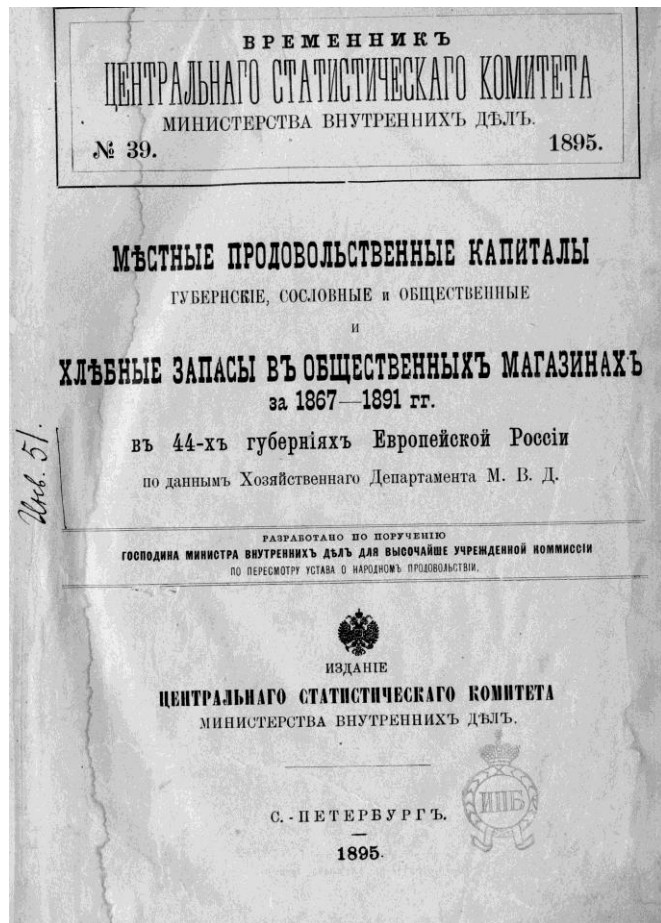 ВРЕМЕННИКЪ
ЦЕНТРАЛЬНАГО СТАТИСТИЧЕСКАГО КОМИТЕТА
МИНИСТЕРСТВА ВНУТРЕННИХЪ ДѢЛЪ.
№ 39. 1895.
МѢСТНЫЕ ПРОДОВОЛЬСТВЕННЫЕ КАПИТАЛЫ
ГУБЕРНСКІЕ, СОСЛОВНЫЕ и ОБЩЕСТВЕННЫЕ
И
ХЛѢБНЫЕ ЗАПАСЫ ВЪ ОБЩЕСТВЕННЫХЪ МАГАЗИНАХЪ
за 1867—1891 гг.
въ 44-хъ губерніяхъ Европейской Россіи
по даннымъ Хозяйственнаго Департамента М. В. Д.
Инв. 51.
РАЗРАБОТАНО ПО ПОРУЧЕНІЮ
ГОСПОДИНА МИНИСТРА ВНУТРЕННИХЪ ДѢЛЪ ДЛЯ ВЫСОЧАЙШЕ УЧРЕЖДЕННОЙ КОММИССІИ
ПО ПЕРЕСМОТРУ УСТАВА О НАРОДНОМЪ ПРОДОВОЛЬСТВІИ.
ИЗДАНІЕ
ЦЕНТРАЛЬНАГО СТАТИСТИЧЕСКАГО КОМИТЕТА
МИНИСТЕРСТВА ВНУТРЕННИХЪ ДѢЛЪ.
ИПБ
С.-ПЕТЕРБУРГЪ.
1895.